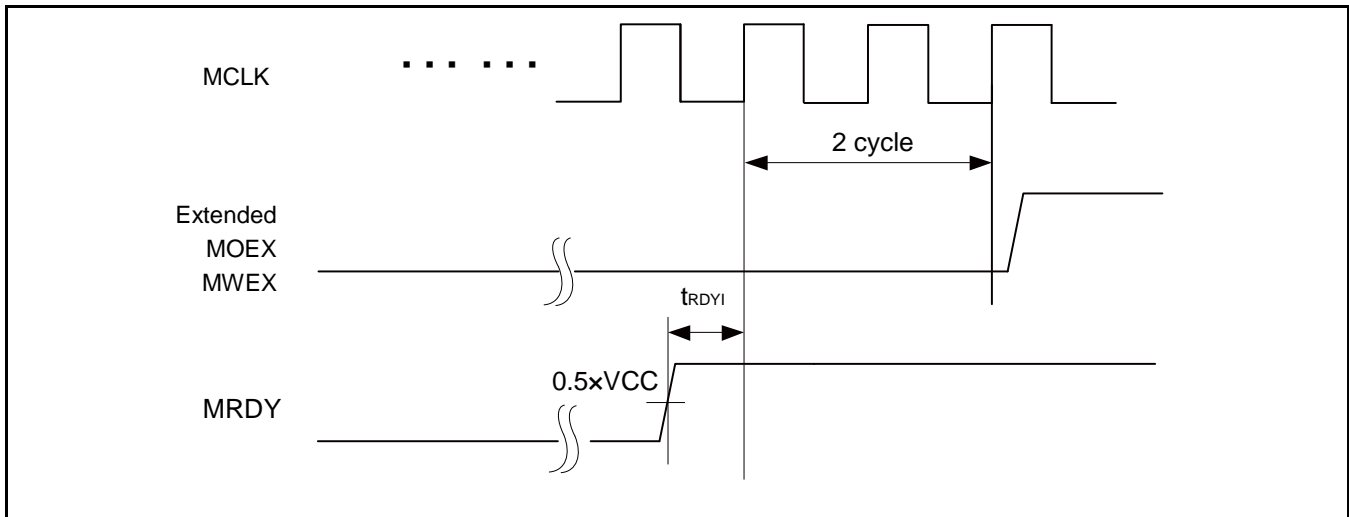 MCLK
2 cycle
Extended
MOEX
MWEX
tRDYI
0.5×VCC
MRDY